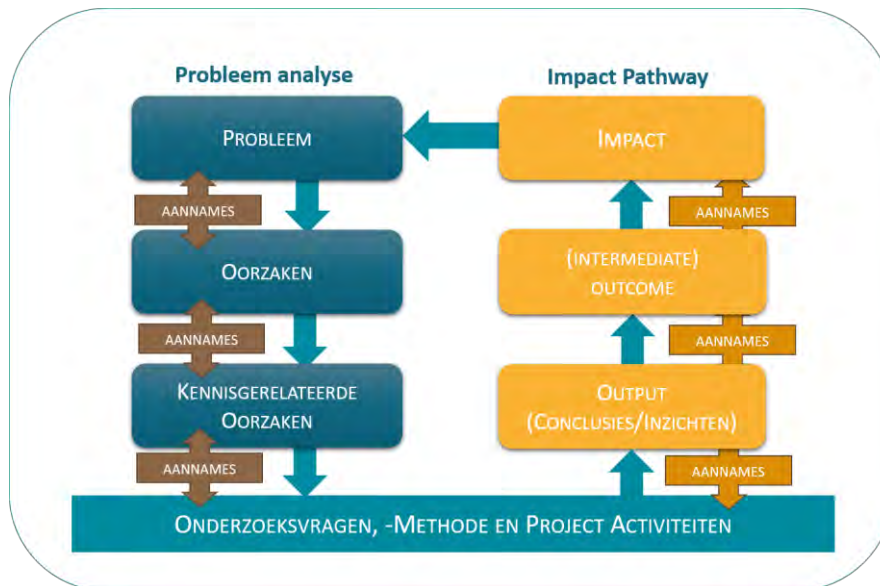 Probleem analyse
PROBLEEM
AANNAMES
OORZAKEN
AANNAMES
KENNISGERELATEERDE
OORZAKEN
AANNAMES
Impact Pathway
IMPACT
AANNAMES
(INTERMEDIATE)
OUTCOME
AANNAMES
OUTPUT
(CONCLUSIES/INZICHTEN)
AANNAMES
ONDERZOEKSVRAGEN, -METHODE EN PROJECT ACTIVITEITEN